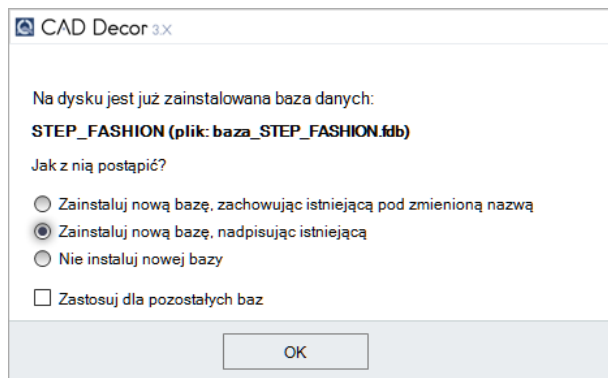 CAD Decor 3.X
Na dysku jest już zainstalowana baza danych:
STEP_FASHION (plik: baza_STEP_FASHION.fdb)
Jak z nią postąpić?
Zainstaluj nową bazę, zachowując istniejącą pod zmienioną nazwą
Zainstaluj nową bazę, nadpisując istniejącą
Nie instaluj nowej bazy
Zastosuj dla pozostałych baz
OK